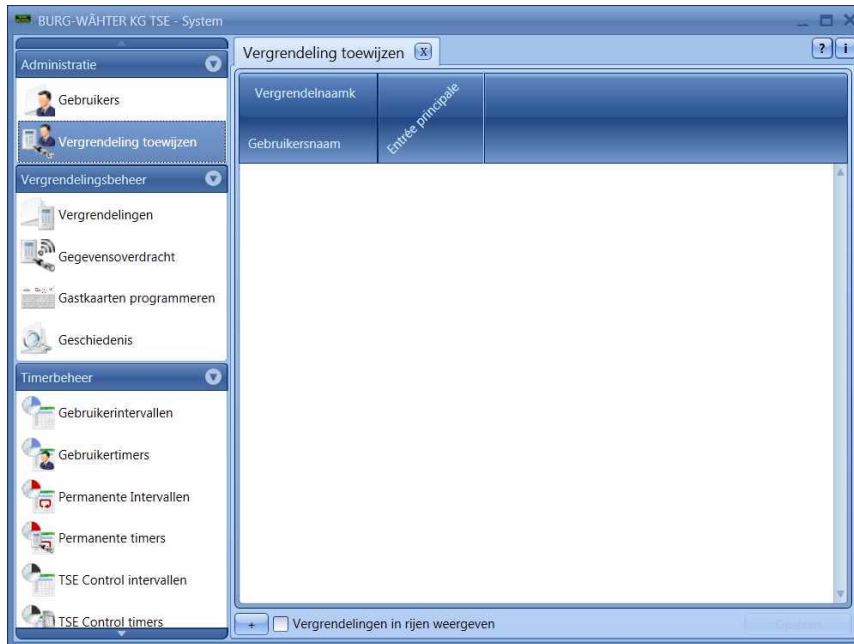 BURG-WÄHTER KG TSE - System
Administratie
Gebruikers
Vergrendeling toewijzen
Vergrendelingsbeheer
Vergrendelingen
Gegevensoverdracht
Gastkaarten programmeren
Geschiedenis
Timerbeheer
Gebruikerintervallen
Gebruikertimers
Permanente Intervallen
Permanente timers
TSE Control intervallen
TSE Control timers
Vergrendeling toewijzen X
? i
Vergrendelnaamk
Entrée principale
Gebruikersnaam
+ Vergrendelingen in rijen weergeven